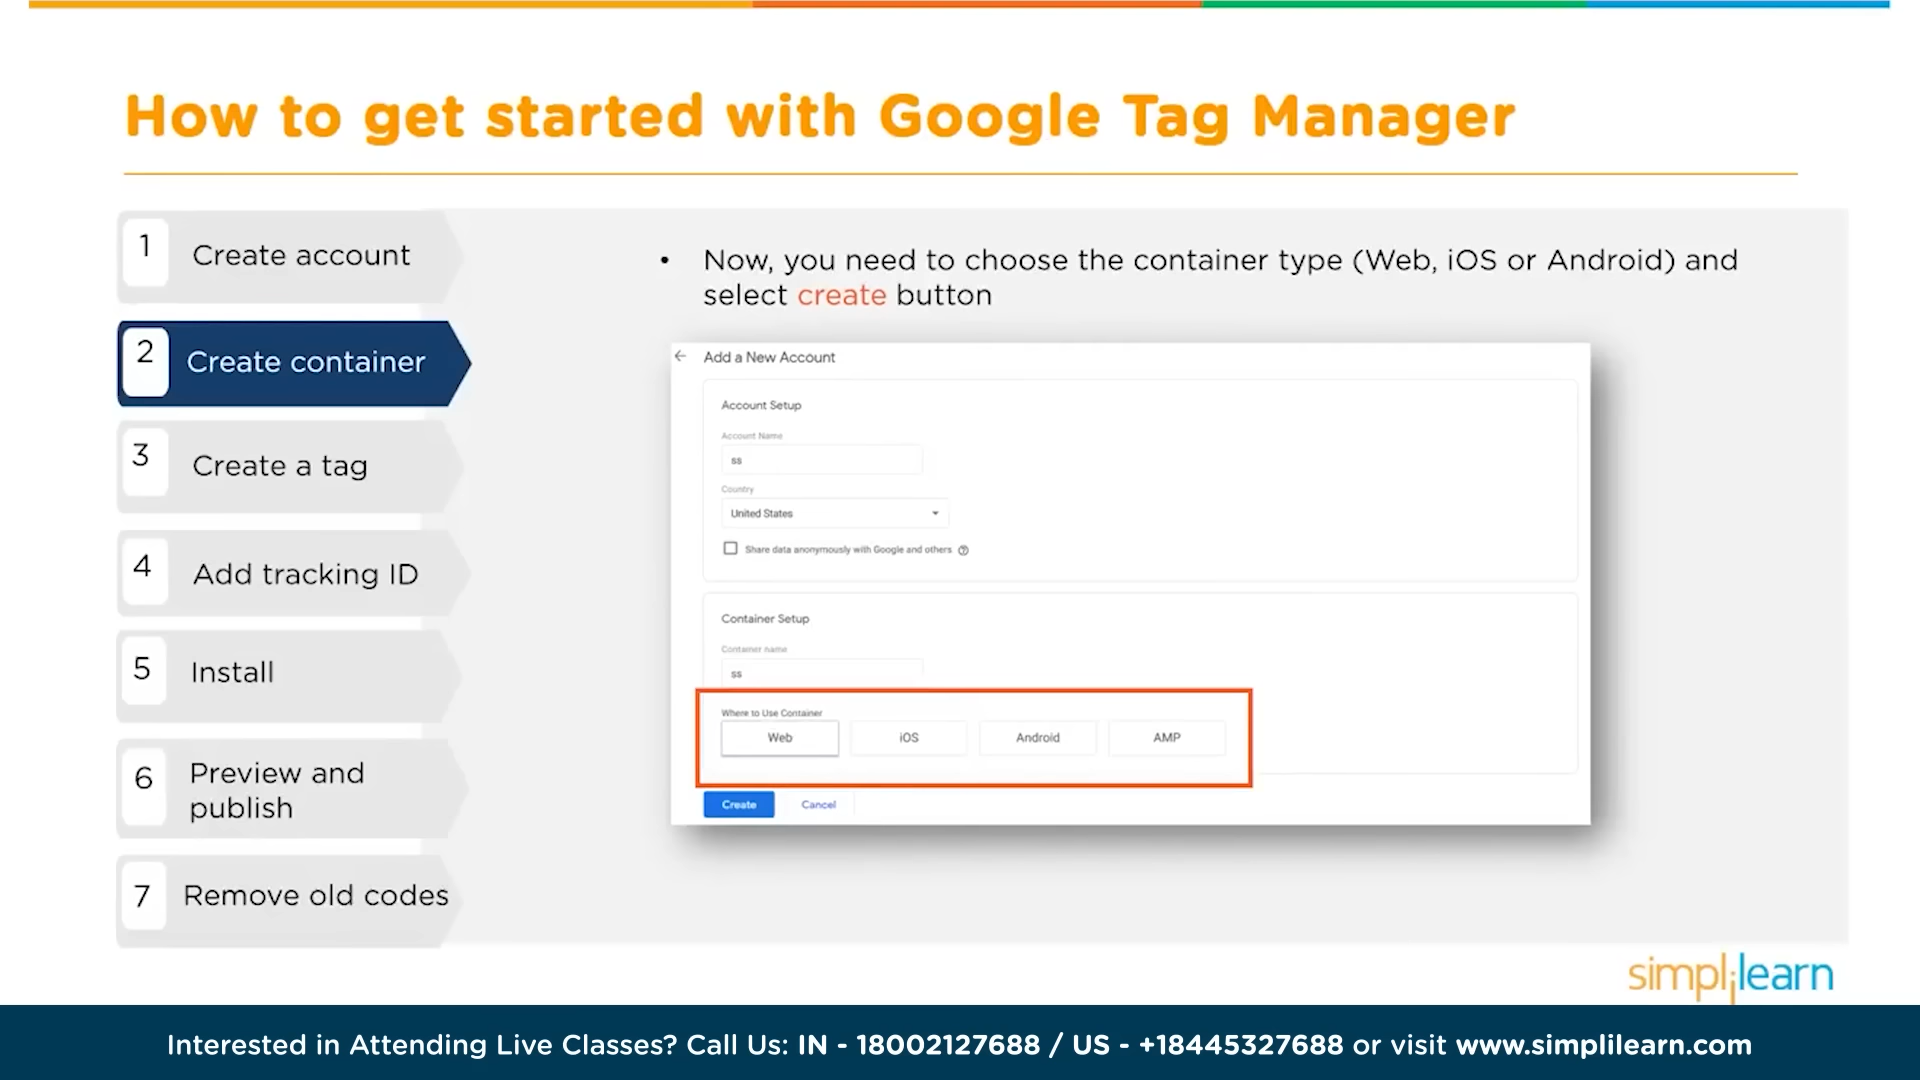 How to get started with Google Tag Manager
1
Create account
2
Create container
3
Create a tag
4
Add tracking ID
5
Install
6
Preview and
publish
7
Remove old codes
• Now, you need to choose the container type (Web, iOS or Android) and
select create button
← Add a New Account
Account Setup
Account Name
ss
Country
United States
Share data anonymously with Google and others
Container Setup
Container name
ss
Where to Use Container
Web iOS Android AMP
Create Cancel
simplilearn
Interested in Attending Live Classes? Call Us: IN - 18002127688 / US - +18445327688 or visit www.simplilearn.com